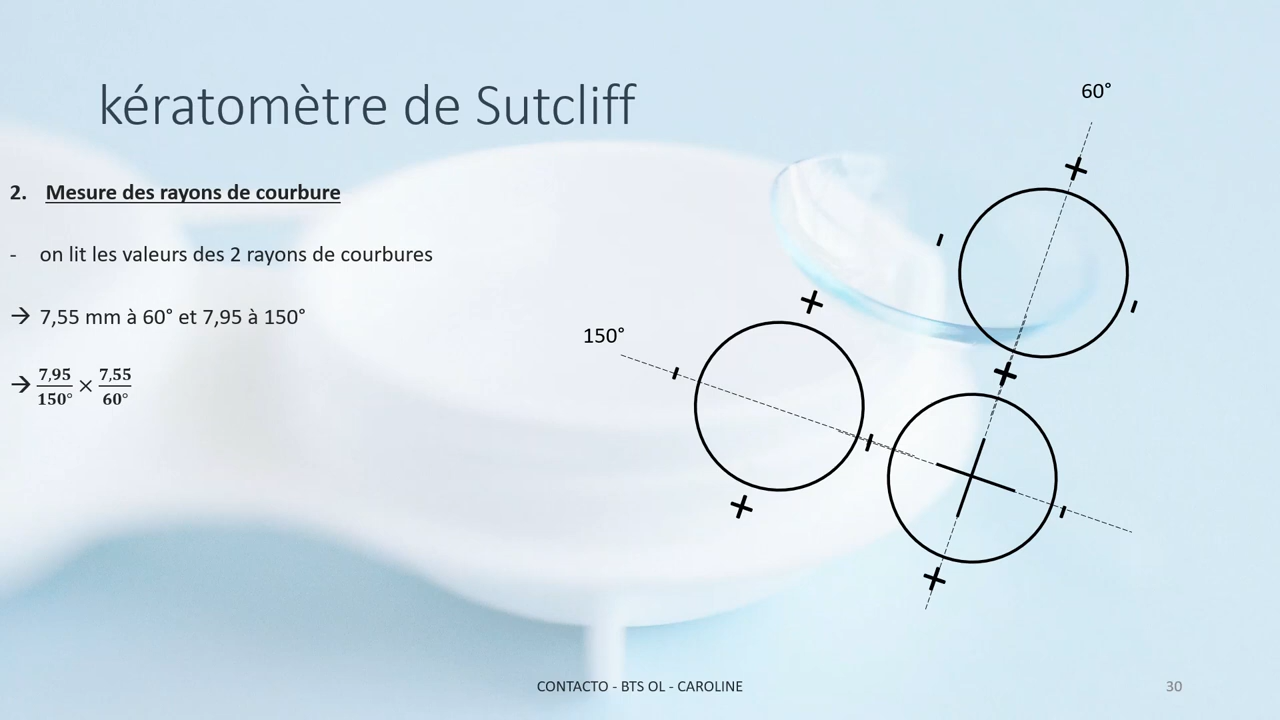 kératomètre de Sutcliff
2. Mesure des rayons de courbure
- on lit les valeurs des 2 rayons de courbures
→ 7,55 mm à 60° et 7,95 à 150°
→ 7,95/150° × 7,55/60°
60°
150°
CONTACTO - BTS OL - CAROLINE
30